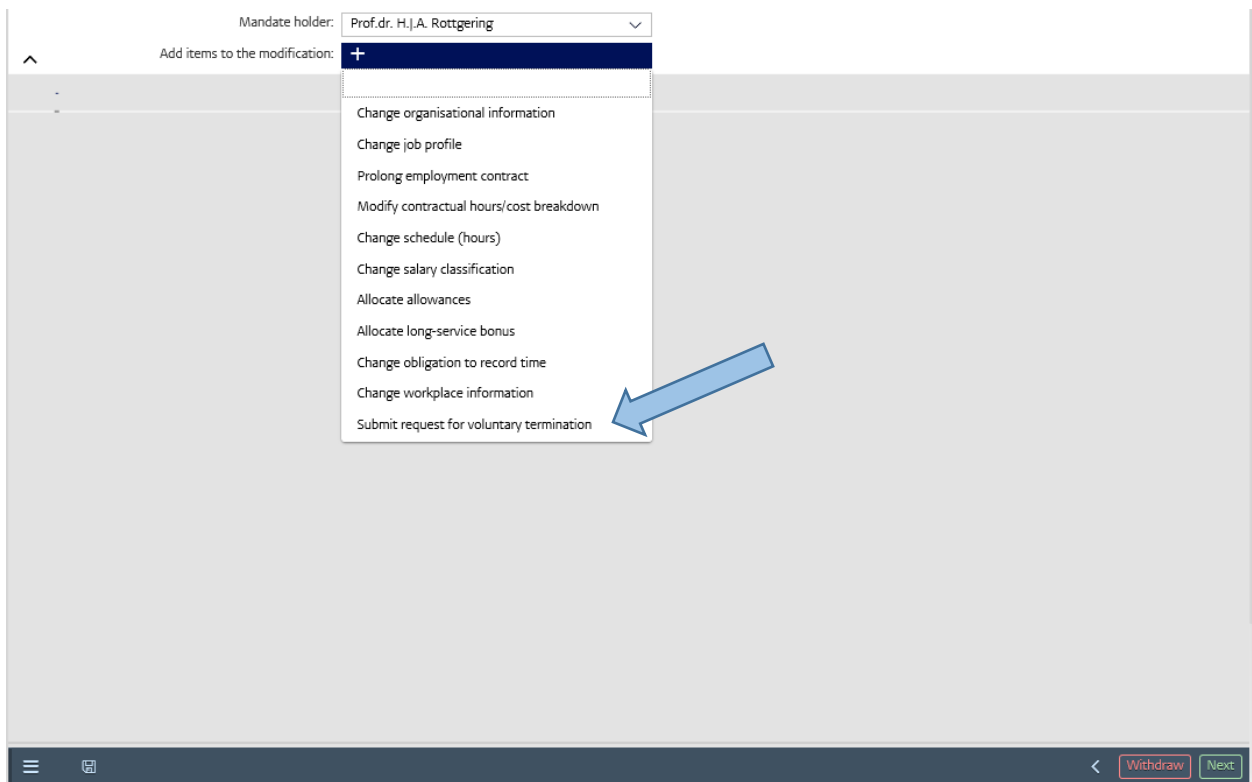 Mandate holder: Prof.dr. H.J.A. Rottgering
Add items to the modification: +
-
Change organisational information
Change job profile
Prolong employment contract
Modify contractual hours/cost breakdown
Change schedule (hours)
Change salary classification
Allocate allowances
Allocate long-service bonus
Change obligation to record time
Change workplace information
Submit request for voluntary termination
Withdraw Next